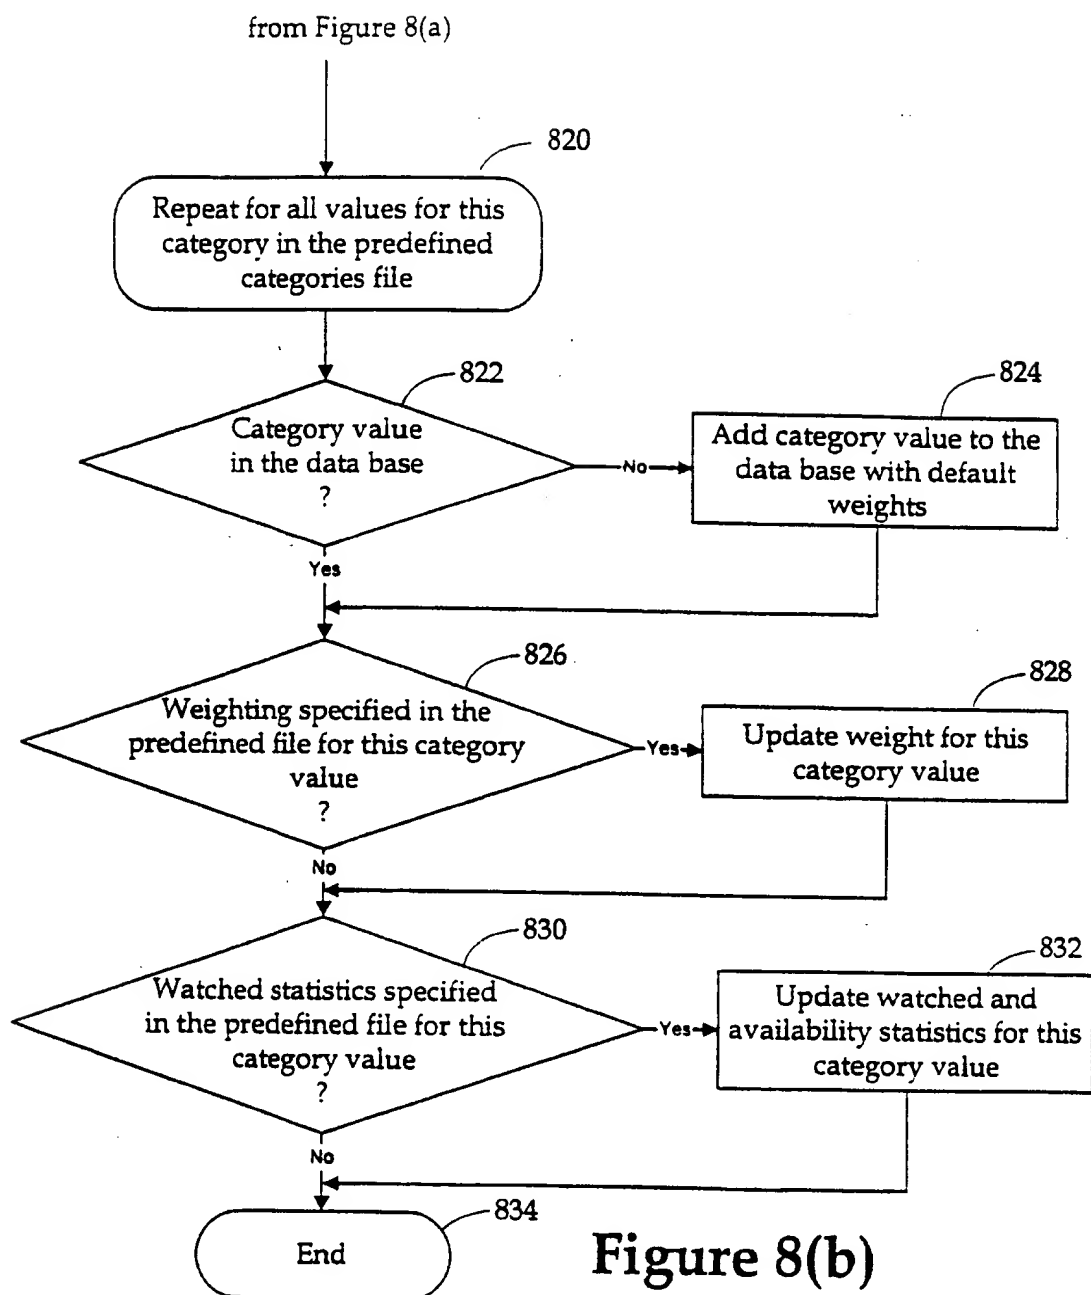 from Figure 8(a)
820
Repeat for all values for this
category in the predefined
categories file
822
Category value
in the data base
?
No
824
Add category value to the
data base with default
weights
Yes
826
Weighting specified in the
predefined file for this category
value
?
Yes
828
Update weight for this
category value
No
830
Watched statistics specified
in the predefined file for this
category value
?
Yes
832
Update watched and
availability statistics for this
category value
No
834
End
Figure 8(b)